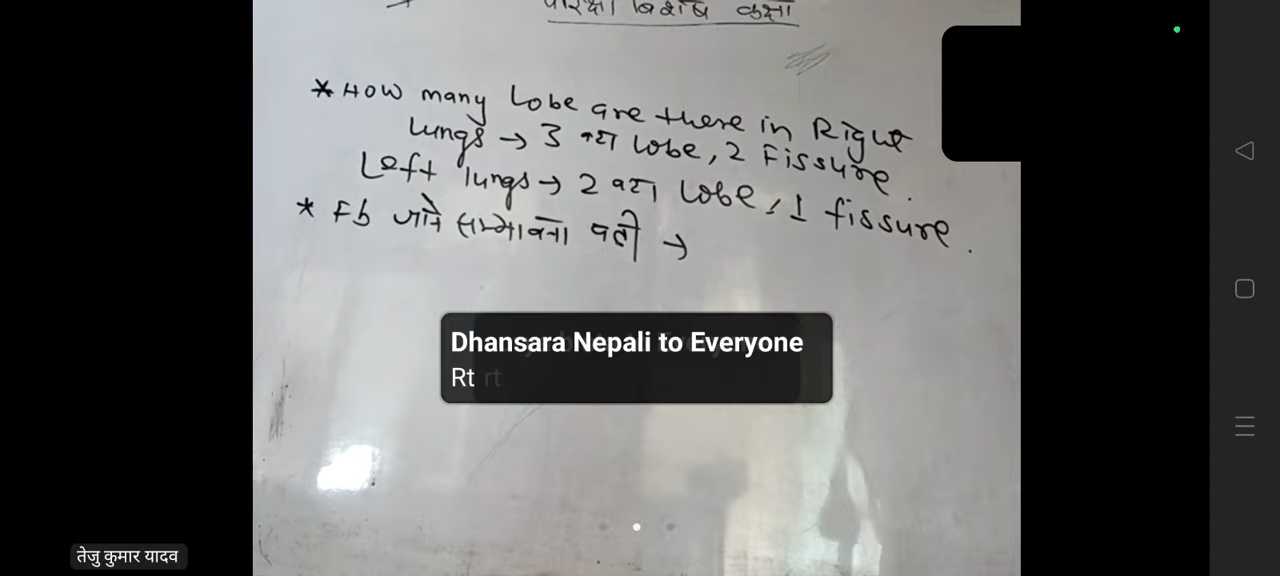 परिक्षा विशेष कक्षा
* How many Lobe are there in Right
lungs → 3 वटा lobe, 2 Fissure.
Left lungs → 2 वटा lobe, 1 fissure.
* Fb जाने सम्भावना बढी →
Dhansara Nepali to Everyone
Rt rt
तेजु कुमार यादव